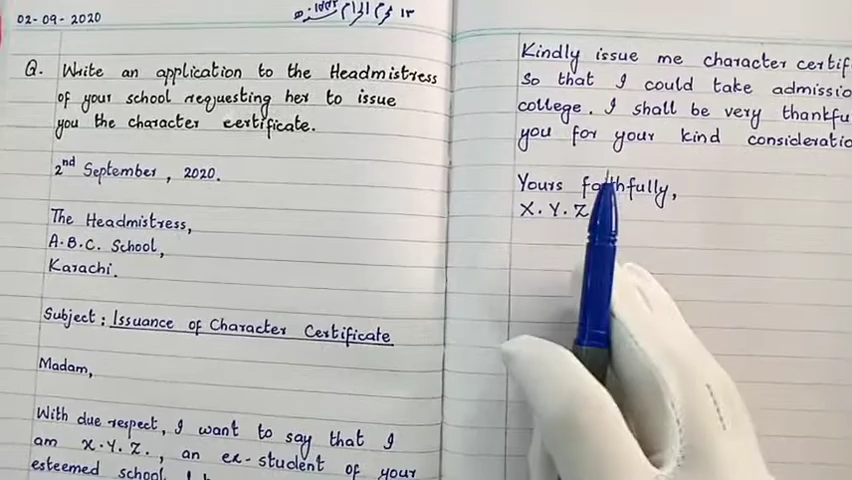 02-09-2020
١٣ محرم الحرام
Q. Write an application to the Headmistress
of your school requesting her to issue
you the character certificate.
2nd September, 2020.
The Headmistress,
A.B.C. School,
Karachi.
Subject: Issuance of Character Certificate
Madam,
With due respect, I want to say that I
am X.Y.Z., an ex-student of your
esteemed school. I
Kindly issue me character certif
So that I could take admissio
college. I shall be very thankfu
you for your kind consideratio
Yours faithfully,
X.Y.Z